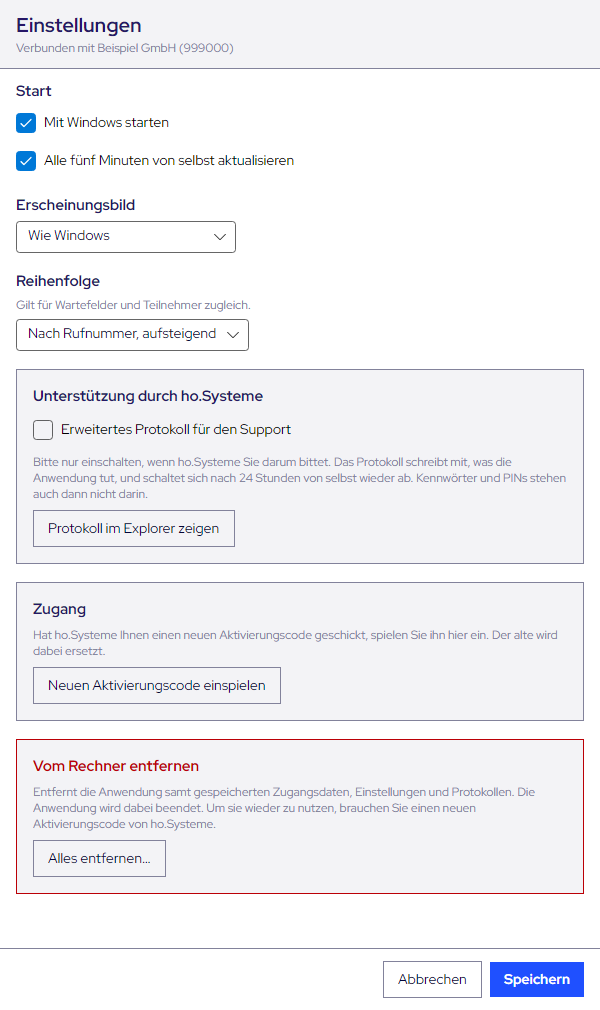 Einstellungen
Verbunden mit Beispiel GmbH (999000)
Start
Mit Windows starten
Alle fünf Minuten von selbst aktualisieren
Erscheinungsbild
Wie Windows
Reihenfolge
Gilt für Wartefelder und Teilnehmer zugleich.
Nach Rufnummer, aufsteigend
Unterstützung durch ho.Systeme
Erweitertes Protokoll für den Support
Bitte nur einschalten, wenn ho.Systeme Sie darum bittet. Das Protokoll schreibt mit, was die
Anwendung tut, und schaltet sich nach 24 Stunden von selbst wieder ab. Kennwörter und PINs stehen
auch dann nicht darin.
Protokoll im Explorer zeigen
Zugang
Hat ho.Systeme Ihnen einen neuen Aktivierungscode geschickt, spielen Sie ihn hier ein. Der alte wird
dabei ersetzt.
Neuen Aktivierungscode einspielen
Vom Rechner entfernen
Entfernt die Anwendung samt gespeicherten Zugangsdaten, Einstellungen und Protokollen. Die
Anwendung wird dabei beendet. Um sie wieder zu nutzen, brauchen Sie einen neuen
Aktivierungscode von ho.Systeme.
Alles entfernen...
Abbrechen
Speichern